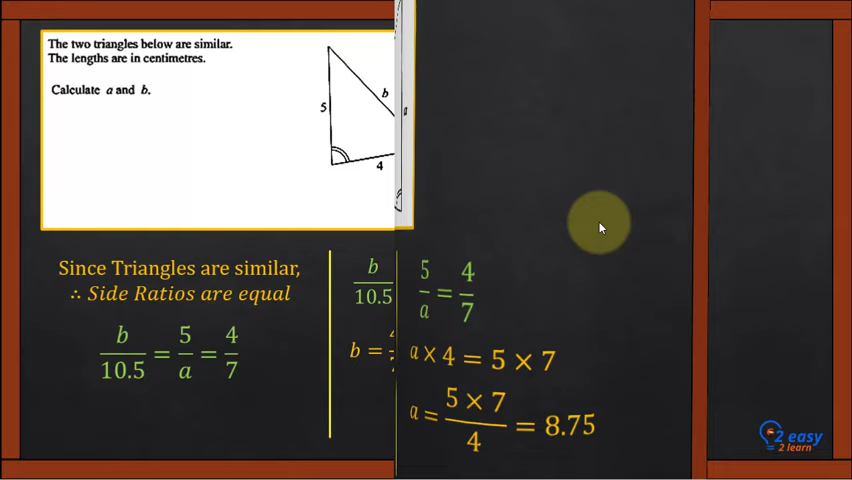 The two triangles below are similar.
The lengths are in centimetres.
Calculate a and b.
5
b
a
4
Since Triangles are similar,
∴ Side Ratios are equal
b/10.5 = 5/a = 4/7
b/10.5
b =
5/a = 4/7
a × 4 = 5 × 7
a = (5 × 7)/4 = 8.75
2 easy
2 learn